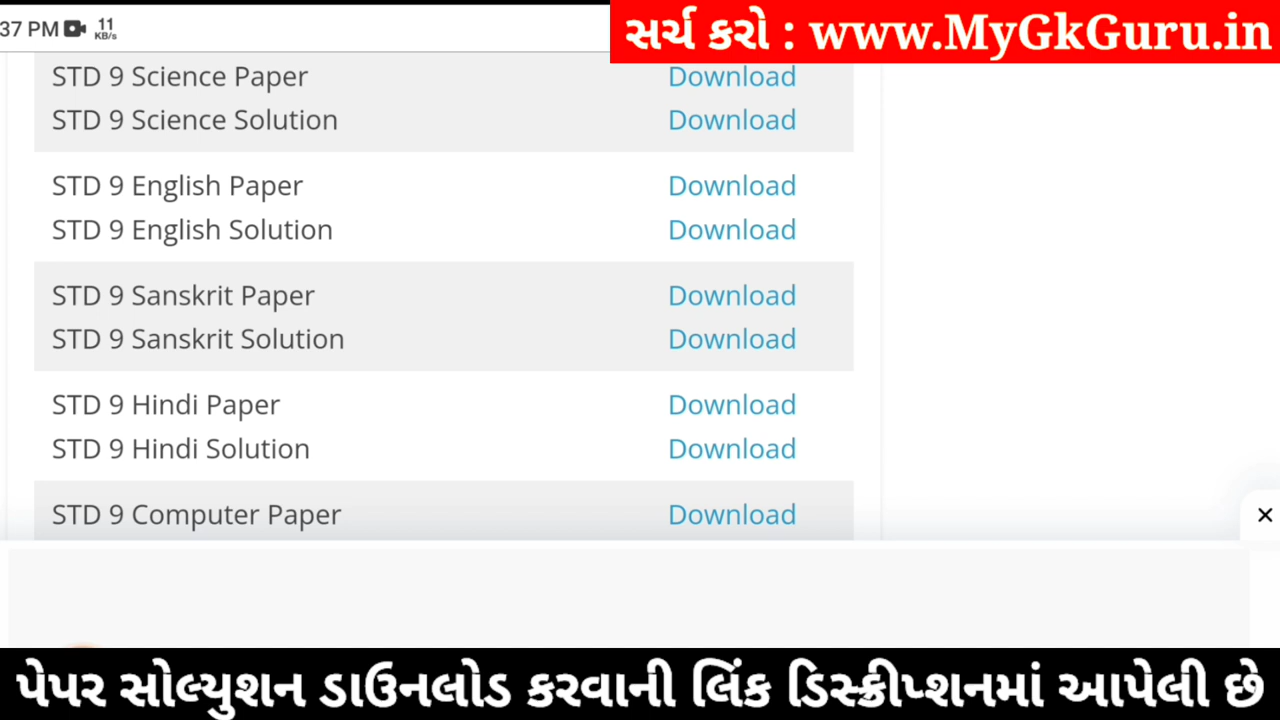 37 PM 11 KB/s
સર્ચ કરો : www.MyGkGuru.in
STD 9 Science Paper Download
STD 9 Science Solution Download
STD 9 English Paper Download
STD 9 English Solution Download
STD 9 Sanskrit Paper Download
STD 9 Sanskrit Solution Download
STD 9 Hindi Paper Download
STD 9 Hindi Solution Download
STD 9 Computer Paper Download
પેપર સોલ્યુશન ડાઉનલોડ કરવાની લિંક ડિસ્ક્રીપ્શનમાં આપેલી છે